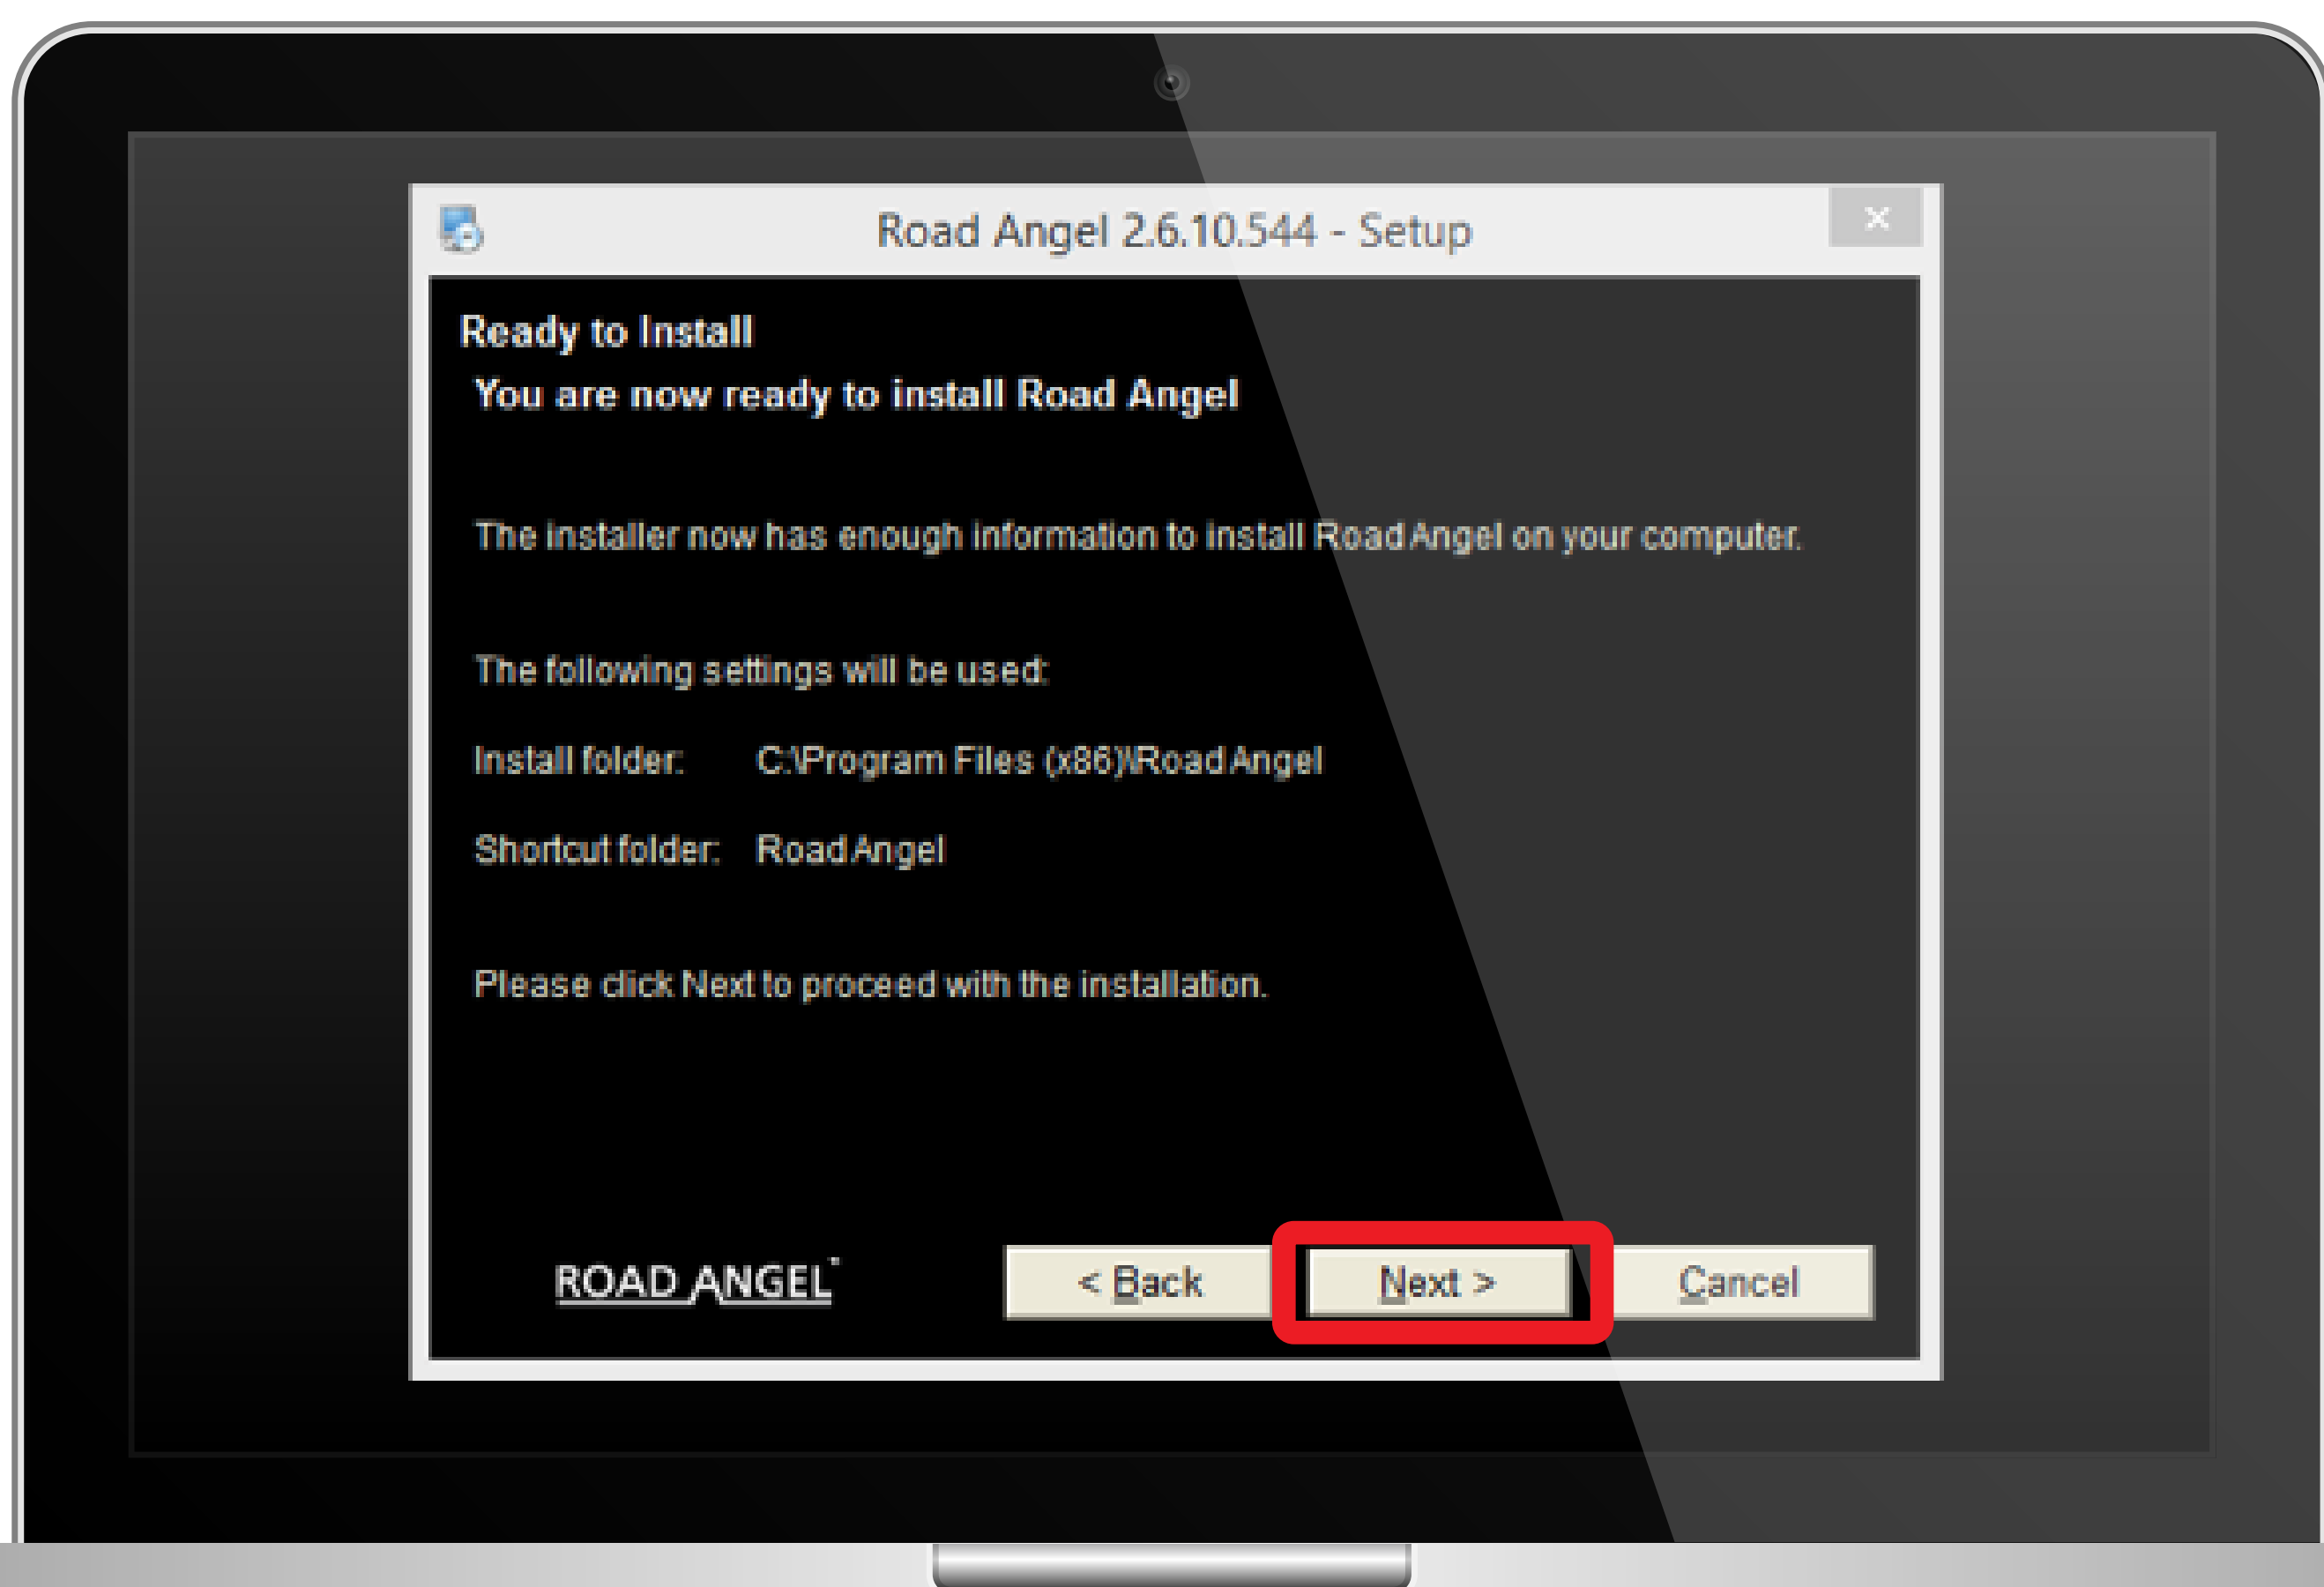 Road Angel 2.6.10.544 - Setup
Ready to Install
You are now ready to install Road Angel
The installer now has enough information to install Road Angel on your computer.
The following settings will be used:
Install folder: C:\Program Files (x86)\Road Angel
Shortcut folder: Road Angel
Please click Next to proceed with the installation.
ROAD ANGEL
< Back Next > Cancel